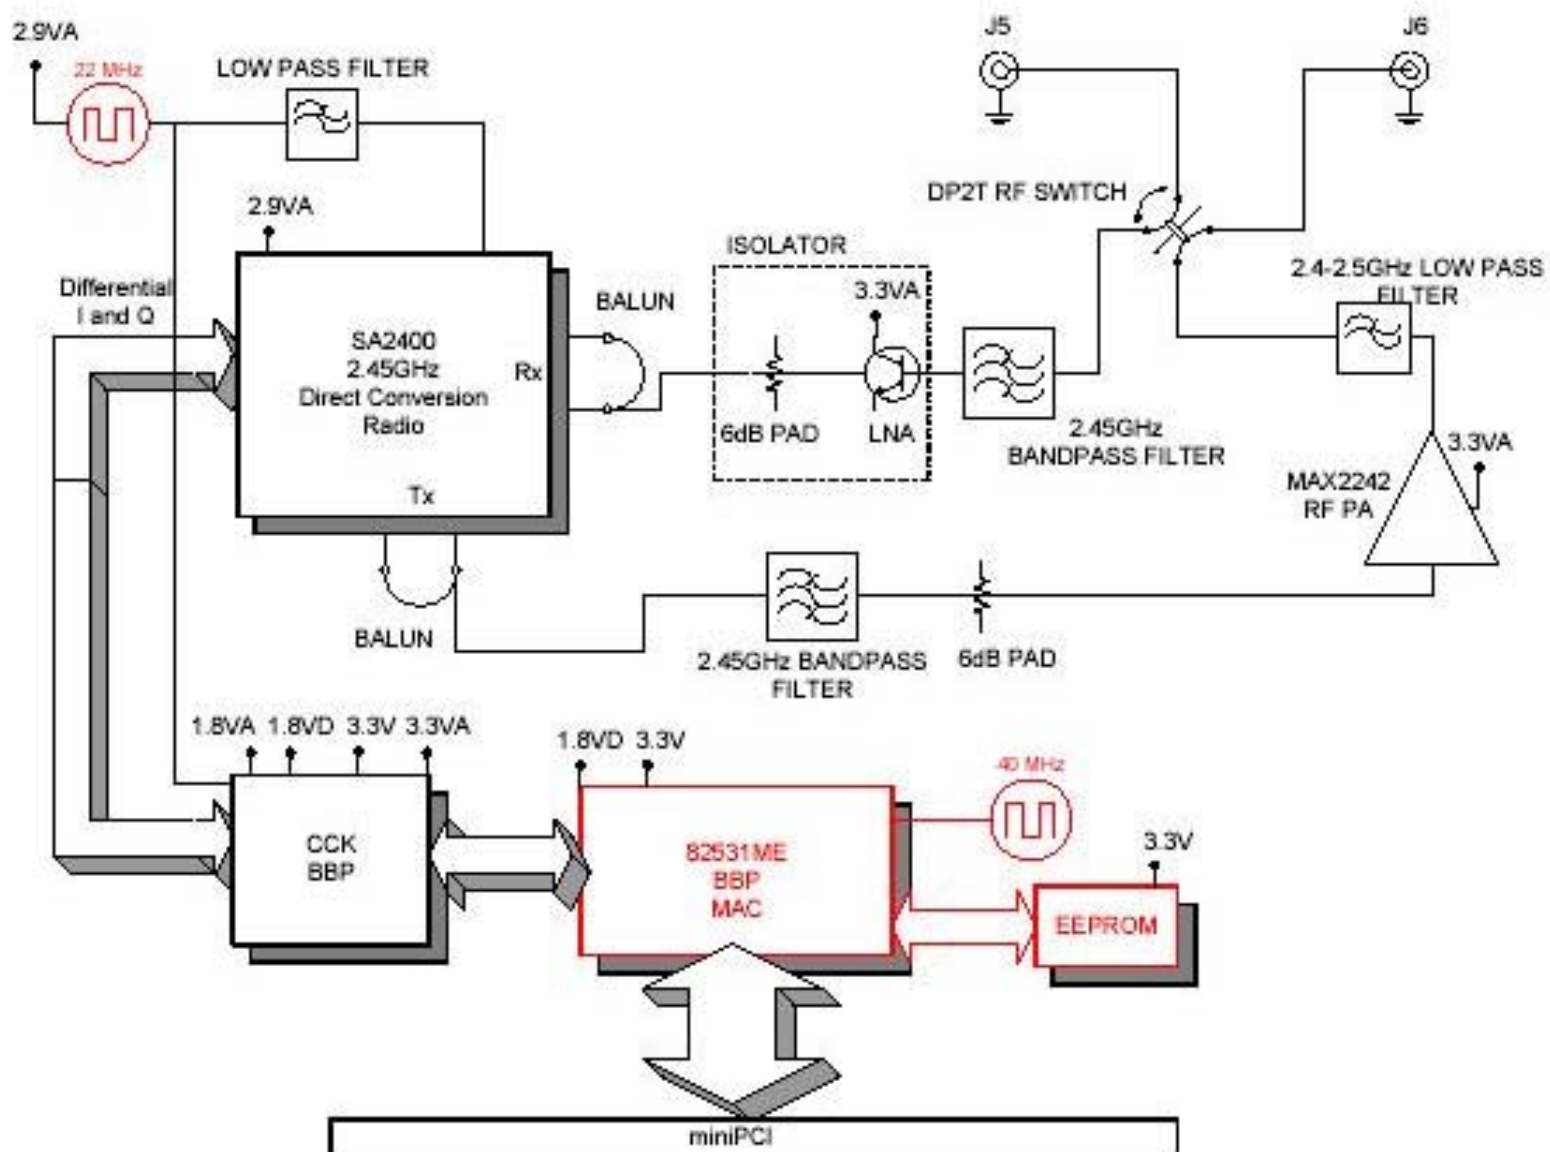 J5
J6
2.9VA
22 MHz
LOW PASS FILTER
DP2T RF SWITCH
2.9VA
ISOLATOR
2.4-2.5GHz LOW PASS
FILTER
Differential
I and Q
BALUN
3.3VA
SA2400
2.45GHz
Direct Conversion
Radio
Rx
Tx
6dB PAD
LNA
2.45GHz
BANDPASS FILTER
3.3VA
MAX2242
RF PA
BALUN
2.45GHz BANDPASS
FILTER
6dB PAD
1.8VA 1.8VD 3.3V 3.3VA
1.8VD 3.3V
40 MHz
CCK
BBP
82531ME
BBP
MAC
3.3V
EEPROM
miniPCI